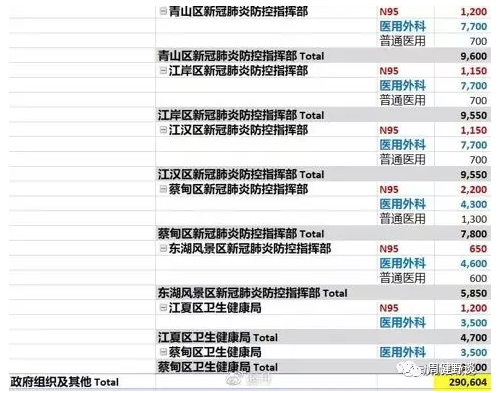 青山区新冠肺炎防控指挥部 N95 1,200
医用外科 7,700
普通医用 700
青山区新冠肺炎防控指挥部 Total 9,600
江岸区新冠肺炎防控指挥部 N95 1,150
医用外科 7,700
普通医用 700
江岸区新冠肺炎防控指挥部 Total 9,550
江汉区新冠肺炎防控指挥部 N95 1,150
医用外科 7,700
普通医用 700
江汉区新冠肺炎防控指挥部 Total 9,550
蔡甸区新冠肺炎防控指挥部 N95 2,200
医用外科 4,300
普通医用 1,300
蔡甸区新冠肺炎防控指挥部 Total 7,800
东湖风景区新冠肺炎防控指挥部 N95 650
医用外科 4,600
普通医用 600
东湖风景区新冠肺炎防控指挥部 Total 5,850
江夏区卫生健康局 N95 1,200
医用外科 3,500
江夏区卫生健康局 Total 4,700
蔡甸区卫生健康局 医用外科 3,500
蔡甸区卫生健康局 Total
政府组织及其他 Total 290,604
周健谈